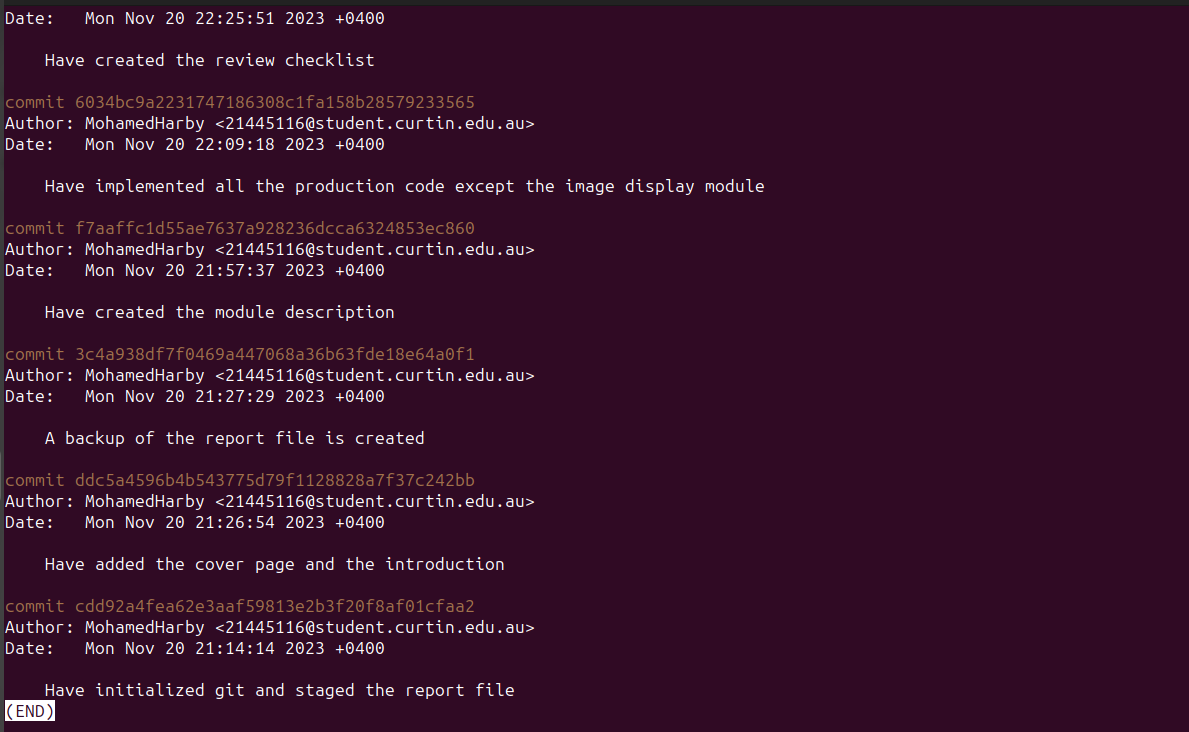 Date:   Mon Nov 20 22:25:51 2023 +0400
    Have created the review checklist
commit 6034bc9a2231747186308c1fa158b28579233565
Author: MohamedHarby <21445116@student.curtin.edu.au>
Date:   Mon Nov 20 22:09:18 2023 +0400
    Have implemented all the production code except the image display module
commit f7aaffc1d55ae7637a928236dcca6324853ec860
Author: MohamedHarby <21445116@student.curtin.edu.au>
Date:   Mon Nov 20 21:57:37 2023 +0400
    Have created the module description
commit 3c4a938df7f0469a447068a36b63fde18e64a0f1
Author: MohamedHarby <21445116@student.curtin.edu.au>
Date:   Mon Nov 20 21:27:29 2023 +0400
    A backup of the report file is created
commit ddc5a4596b4b543775d79f1128828a7f37c242bb
Author: MohamedHarby <21445116@student.curtin.edu.au>
Date:   Mon Nov 20 21:26:54 2023 +0400
    Have added the cover page and the introduction
commit cdd92a4fea62e3aaf59813e2b3f20f8af01cfaa2
Author: MohamedHarby <21445116@student.curtin.edu.au>
Date:   Mon Nov 20 21:14:14 2023 +0400
    Have initialized git and staged the report file
(END)